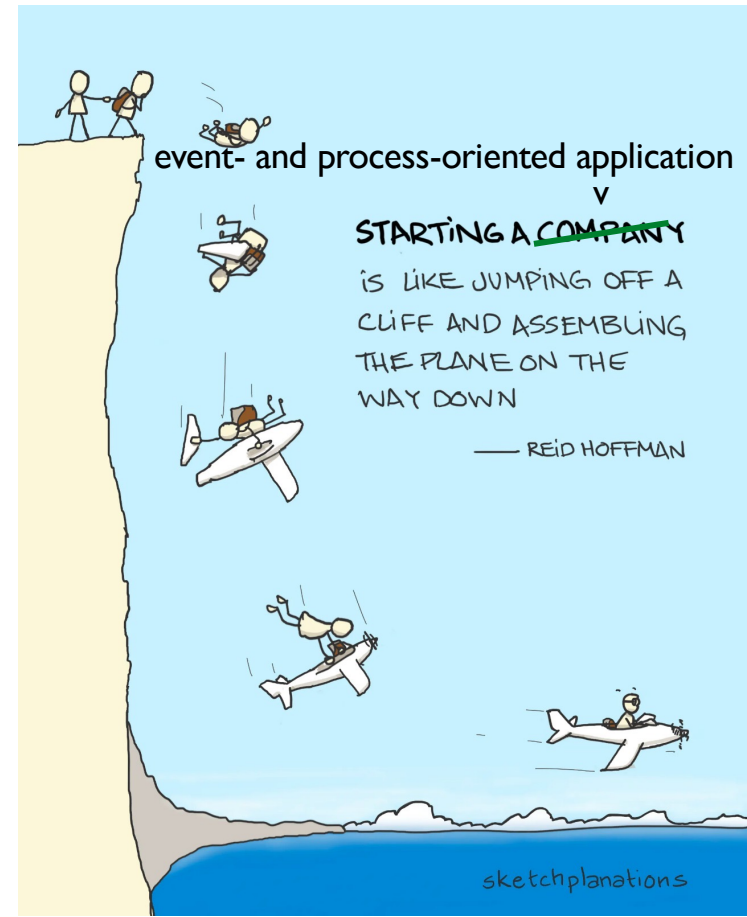 event- and process-oriented application
v
STARTING A COMPANY
IS LIKE JUMPING OFF A
CLIFF AND ASSEMBLING
THE PLANE ON THE
WAY DOWN
— REID HOFFMAN
sketchplanations